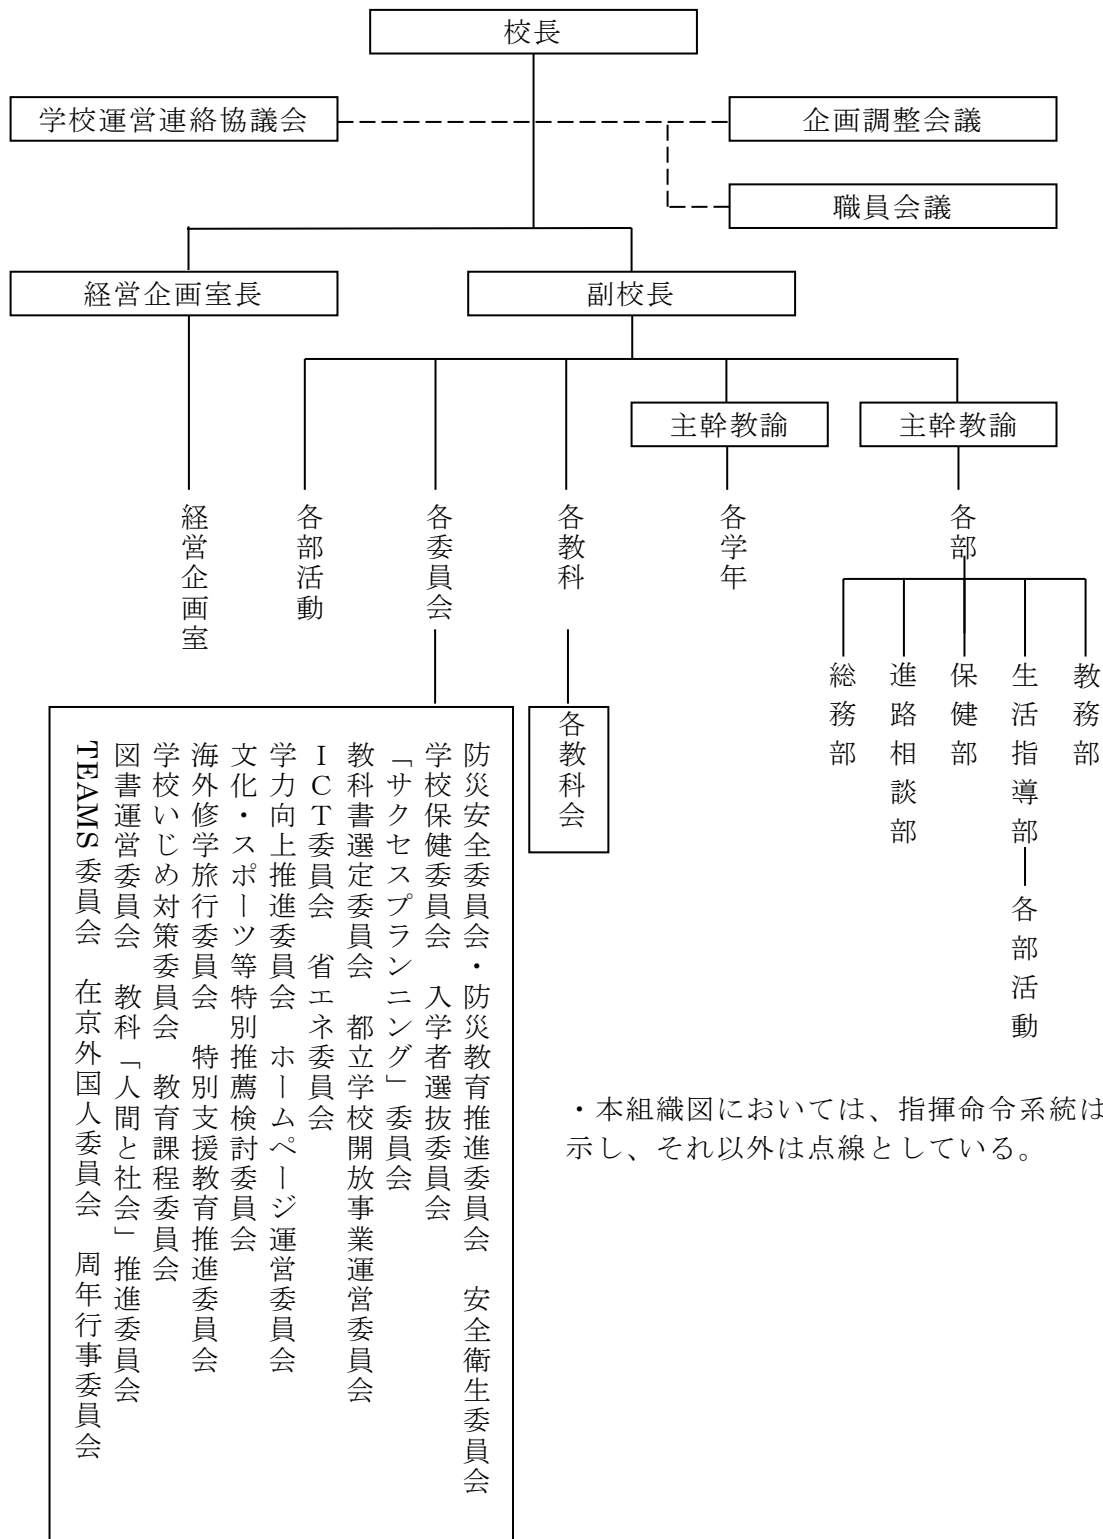 校長
学校運営連絡協議会
企画調整会議
職員会議
経営企画室長
副校長
主幹教諭
主幹教諭
経営企画室
各部活動
各委員会
各教科
各学年
各部
総務部
進路相談部
保健部
生活指導部
教務部
各部活動
各教科会
防災安全委員会・防災教育推進委員会　安全衛生委員会
学校保健委員会　入学者選抜委員会
「サクセスプランニング」委員会
教科書選定委員会　都立学校開放事業運営委員会
ＩＣＴ委員会　省エネ委員会
学力向上推進委員会　ホームページ運営委員会
文化・スポーツ等特別推薦検討委員会
海外修学旅行委員会　特別支援教育推進委員会
学校いじめ対策委員会　教育課程委員会
図書運営委員会　教科「人間と社会」推進委員会
TEAMS 委員会　在京外国人委員会　周年行事委員会
・本組織図においては、指揮命令系統は
示し、それ以外は点線としている。